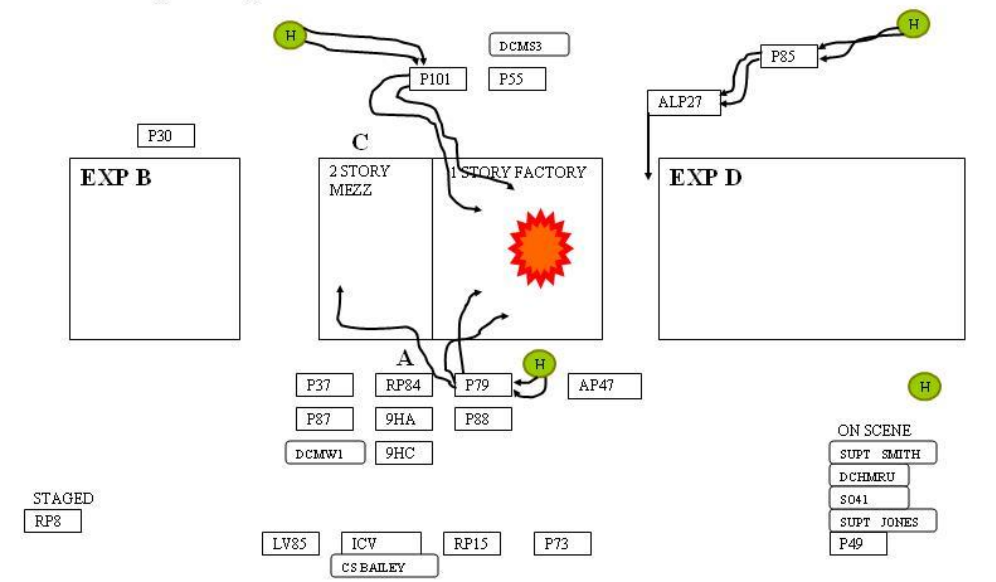 H
DCMS3
H
P85
P101
P55
ALP27
P30
C
EXP B
2 STORY
MEZZ
1 STORY FACTORY
EXP D
A
H
P37
RP84
P79
AP47
H
P87
9HA
P88
DCMW1
9HC
ON SCENE
SUPT SMITH
DCHMRU
SO41
SUPT JONES
P49
STAGED
RP8
LV85
ICV
RP15
P73
CS BAILEY